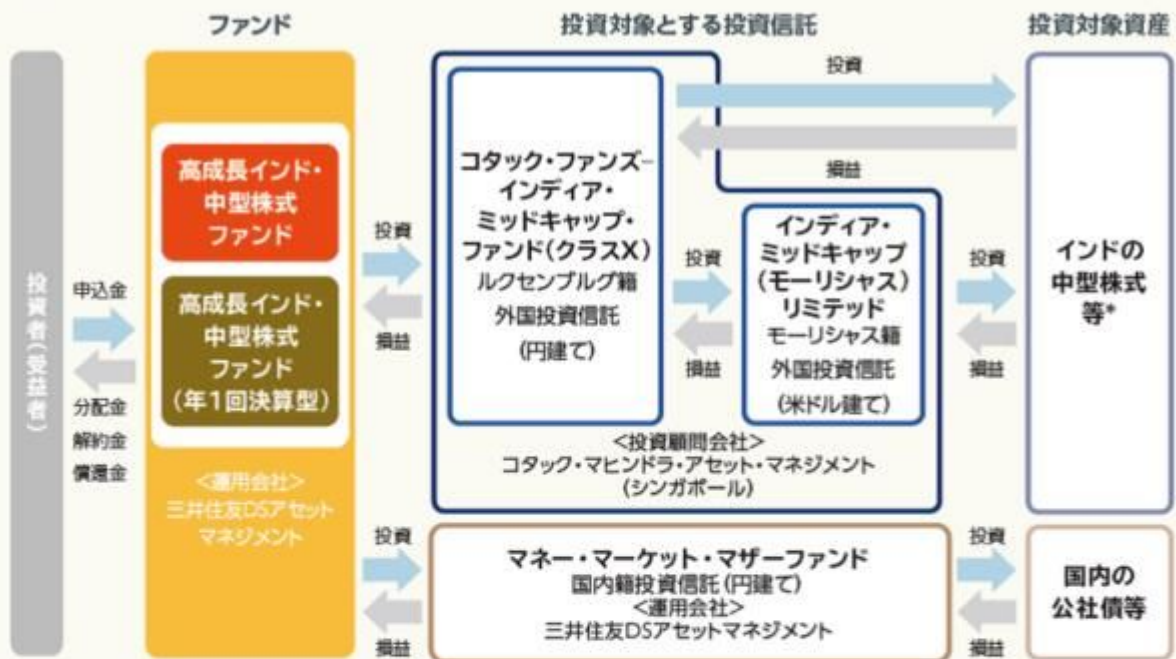 ファンド
投資対象とする投資信託
投資対象資産
投資者(受益者)
申込金
分配金
解約金
償還金
高成長インド・
中型株式
ファンド
高成長インド・
中型株式
ファンド
(年1回決算型)
<運用会社>
三井住友DSアセット
マネジメント
投資
損益
コタック・ファンズ-
インディア・
ミッドキャップ・
ファンド(クラスX)
ルクセンブルグ籍
外国投資信託
(円建て)
投資
損益
投資
損益
インディア・
ミッドキャップ
(モーリシャス)
リミテッド
モーリシャス籍
外国投資信託
(米ドル建て)
<投資顧問会社>
コタック・マヒンドラ・アセット・マネジメント
(シンガポール)
投資
損益
インドの
中型株式
等*
投資
損益
マネー・マーケット・マザーファンド
国内籍投資信託(円建て)
<運用会社>
三井住友DSアセットマネジメント
投資
損益
国内の
公社債等